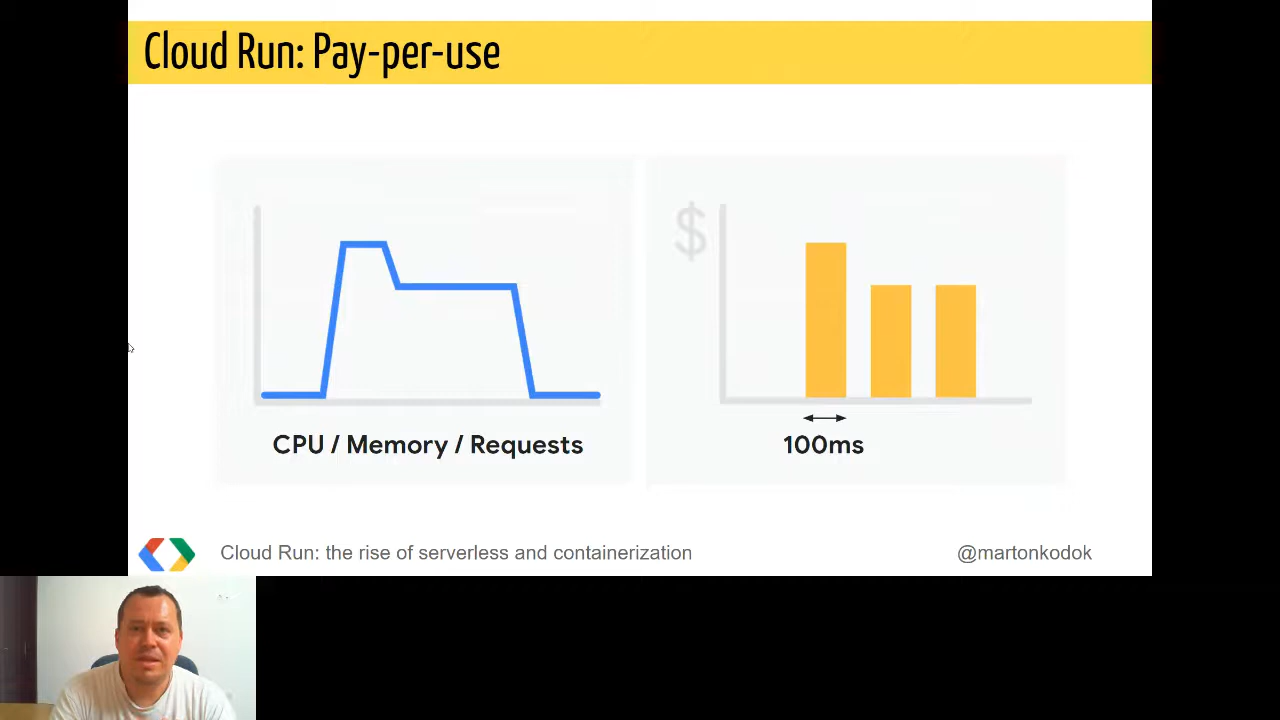 Cloud Run: Pay-per-use
$
CPU / Memory / Requests
100ms
Cloud Run: the rise of serverless and containerization
@martonkodok